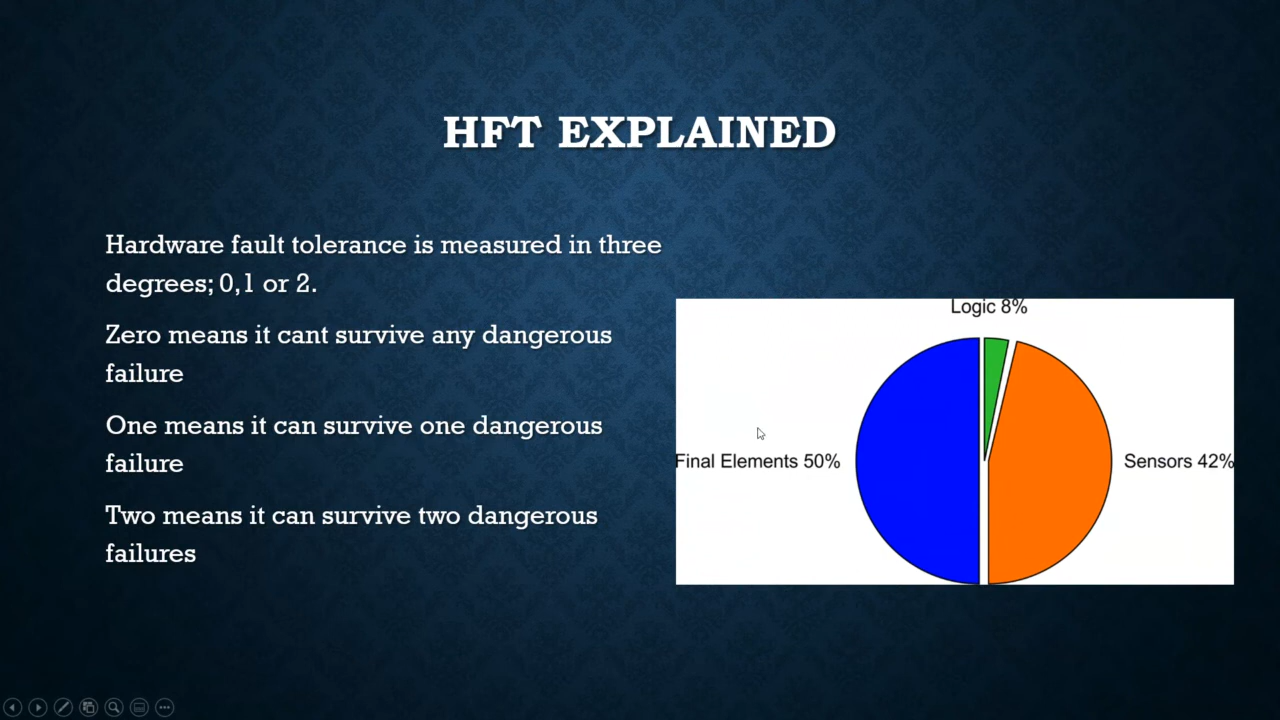 HFT EXPLAINED
Hardware fault tolerance is measured in three
degrees; 0,1 or 2.
Zero means it cant survive any dangerous
failure
One means it can survive one dangerous
failure
Two means it can survive two dangerous
failures
Logic 8%
Final Elements 50%
Sensors 42%